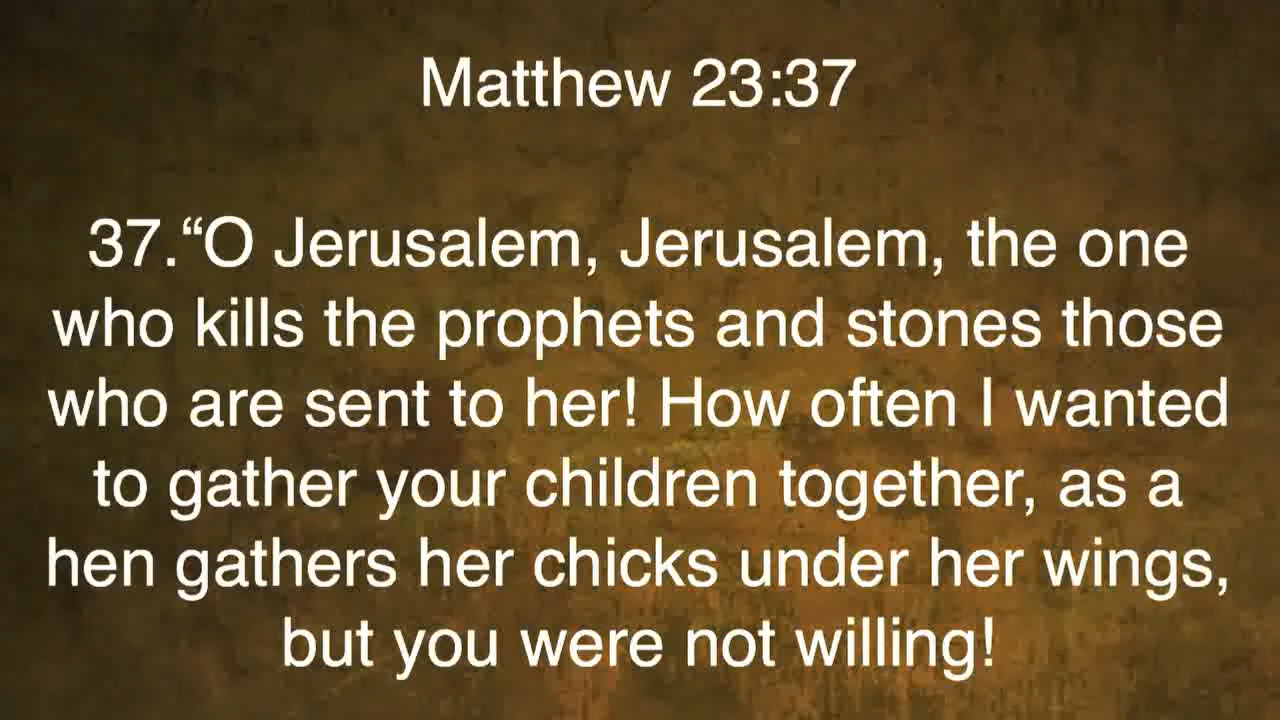 Matthew 23:37
37.“O Jerusalem, Jerusalem, the one
who kills the prophets and stones those
who are sent to her! How often I wanted
to gather your children together, as a
hen gathers her chicks under her wings,
but you were not willing!